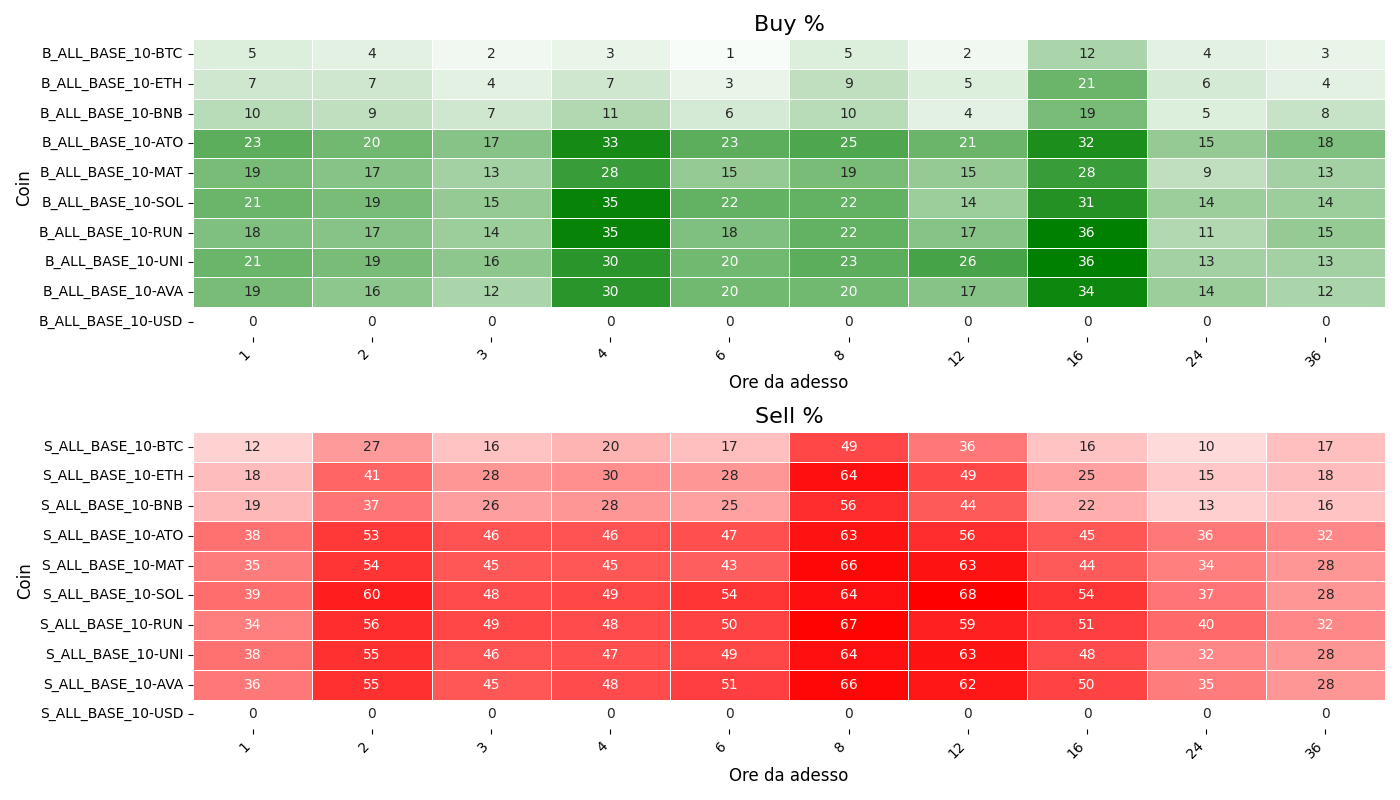 Buy %
Coin
B_ALL_BASE_10-BTC 5 4 2 3 1 5 2 12 4 3
B_ALL_BASE_10-ETH 7 7 4 7 3 9 5 21 6 4
B_ALL_BASE_10-BNB 10 9 7 11 6 10 4 19 5 8
B_ALL_BASE_10-ATO 23 20 17 33 23 25 21 32 15 18
B_ALL_BASE_10-MAT 19 17 13 28 15 19 15 28 9 13
B_ALL_BASE_10-SOL 21 19 15 35 22 22 14 31 14 14
B_ALL_BASE_10-RUN 18 17 14 35 18 22 17 36 11 15
B_ALL_BASE_10-UNI 21 19 16 30 20 23 26 36 13 13
B_ALL_BASE_10-AVA 19 16 12 30 20 20 17 34 14 12
B_ALL_BASE_10-USD 0 0 0 0 0 0 0 0 0 0
1 2 3 4 6 8 12 16 24 36
Ore da adesso
Sell %
Coin
S_ALL_BASE_10-BTC 12 27 16 20 17 49 36 16 10 17
S_ALL_BASE_10-ETH 18 41 28 30 28 64 49 25 15 18
S_ALL_BASE_10-BNB 19 37 26 28 25 56 44 22 13 16
S_ALL_BASE_10-ATO 38 53 46 46 47 63 56 45 36 32
S_ALL_BASE_10-MAT 35 54 45 45 43 66 63 44 34 28
S_ALL_BASE_10-SOL 39 60 48 49 54 64 68 54 37 28
S_ALL_BASE_10-RUN 34 56 49 48 50 67 59 51 40 32
S_ALL_BASE_10-UNI 38 55 46 47 49 64 63 48 32 28
S_ALL_BASE_10-AVA 36 55 45 48 51 66 62 50 35 28
S_ALL_BASE_10-USD 0 0 0 0 0 0 0 0 0 0
1 2 3 4 6 8 12 16 24 36
Ore da adesso